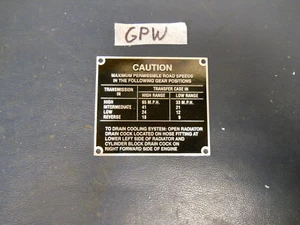 GPW
CAUTION
MAXIMUM PERMISSIBLE ROAD SPEEDS
IN THE FOLLOWING GEAR POSITIONS
TRANSMISSION IN TRANSFER CASE IN
HIGH RANGE LOW RANGE
HIGH 65 M.P.H. 33 M.P.H.
INTERMEDIATE 41 21
LOW 24 12
REVERSE 18 9
TO DRAIN COOLING SYSTEM: OPEN RADIATOR
DRAIN COCK LOCATED ON HOSE FITTING AT
LOWER LEFT SIDE OF RADIATOR AND
CYLINDER BLOCK DRAIN COCK ON
RIGHT FORWARD SIDE OF ENGINE